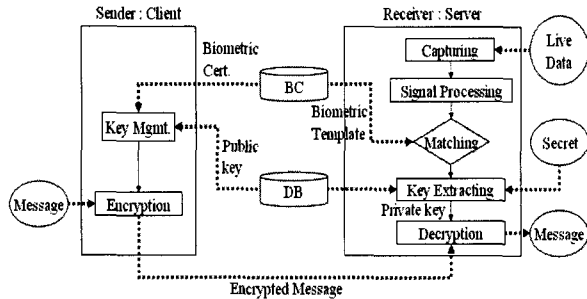 Sender : Client
Receiver : Server
Biometric
Cert.
Capturing
Live
Data
BC
Signal Processing
Key Mgmt.
Biometric
Template
Matching
Public
key
Secret
DB
Key Extracting
Message
Encryption
Private key
Decryption
Message
Encrypted Message